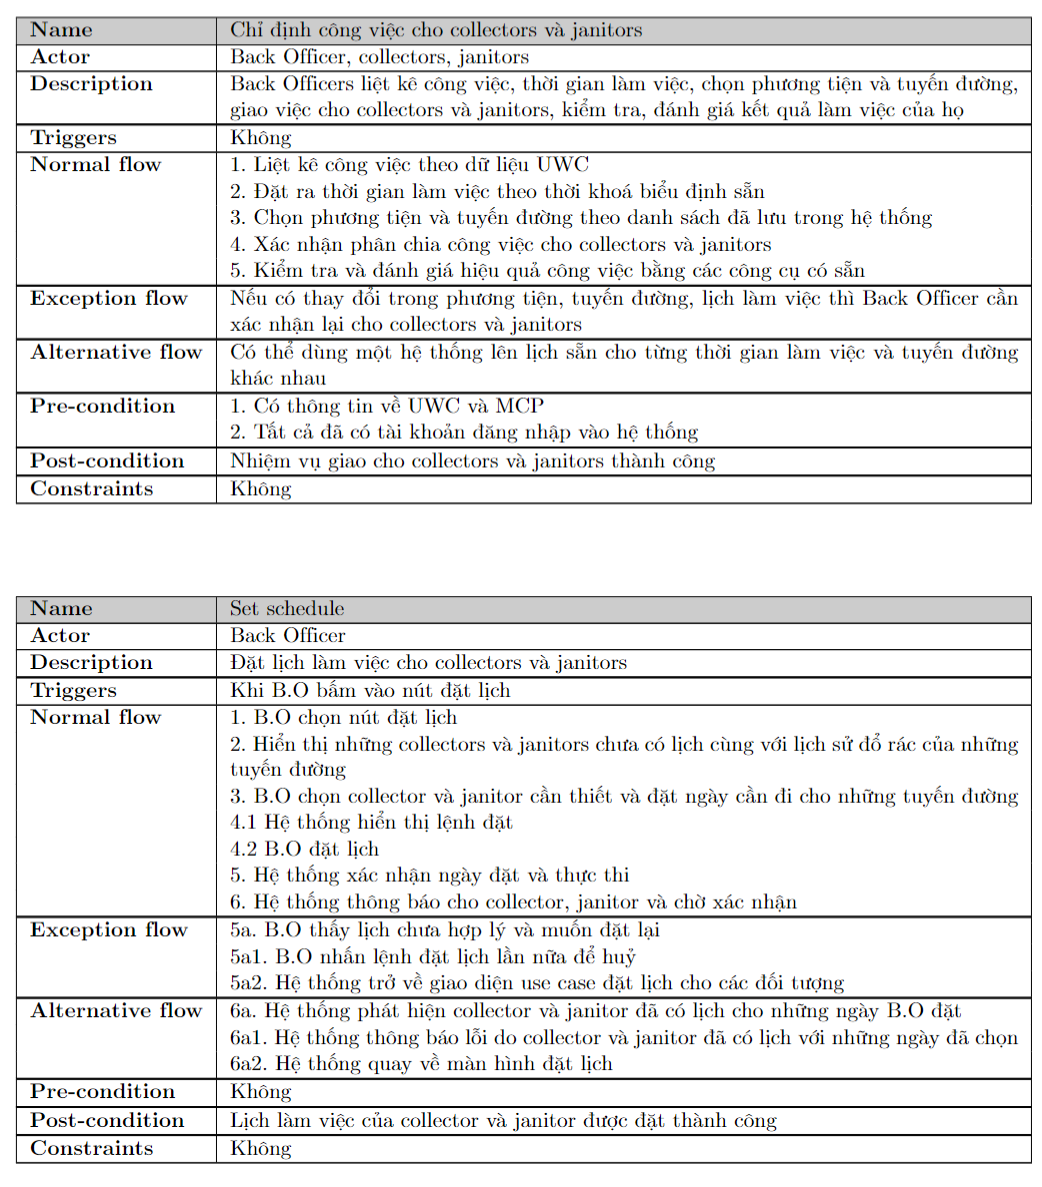 Name Chỉ định công việc cho collectors và janitors
Actor Back Officer, collectors, janitors
Description Back Officers liệt kê công việc, thời gian làm việc, chọn phương tiện và tuyến đường,
giao việc cho collectors và janitors, kiểm tra, đánh giá kết quả làm việc của họ
Triggers Không
Normal flow 1. Liệt kê công việc theo dữ liệu UWC
2. Đặt ra thời gian làm việc theo thời khoá biểu định sẵn
3. Chọn phương tiện và tuyến đường theo danh sách đã lưu trong hệ thống
4. Xác nhận phân chia công việc cho collectors và janitors
5. Kiểm tra và đánh giá hiệu quả công việc bằng các công cụ có sẵn
Exception flow Nếu có thay đổi trong phương tiện, tuyến đường, lịch làm việc thì Back Officer cần
xác nhận lại cho collectors và janitors
Alternative flow Có thể dùng một hệ thống lên lịch sẵn cho từng thời gian làm việc và tuyến đường
khác nhau
Pre-condition 1. Có thông tin về UWC và MCP
2. Tất cả đã có tài khoản đăng nhập vào hệ thống
Post-condition Nhiệm vụ giao cho collectors và janitors thành công
Constraints Không
Name Set schedule
Actor Back Officer
Description Đặt lịch làm việc cho collectors và janitors
Triggers Khi B.O bấm vào nút đặt lịch
Normal flow 1. B.O chọn nút đặt lịch
2. Hiển thị những collectors và janitors chưa có lịch cùng với lịch sử đổ rác của những
tuyến đường
3. B.O chọn collector và janitor cần thiết và đặt ngày cần đi cho những tuyến đường
4.1 Hệ thống hiển thị lệnh đặt
4.2 B.O đặt lịch
5. Hệ thống xác nhận ngày đặt và thực thi
6. Hệ thống thông báo cho collector, janitor và chờ xác nhận
Exception flow 5a. B.O thấy lịch chưa hợp lý và muốn đặt lại
5a1. B.O nhấn lệnh đặt lịch lần nữa để huỷ
5a2. Hệ thống trở về giao diện use case đặt lịch cho các đối tượng
Alternative flow 6a. Hệ thống phát hiện collector và janitor đã có lịch cho những ngày B.O đặt
6a1. Hệ thống thông báo lỗi do collector và janitor đã có lịch với những ngày đã chọn
6a2. Hệ thống quay về màn hình đặt lịch
Pre-condition Không
Post-condition Lịch làm việc của collector và janitor được đặt thành công
Constraints Không